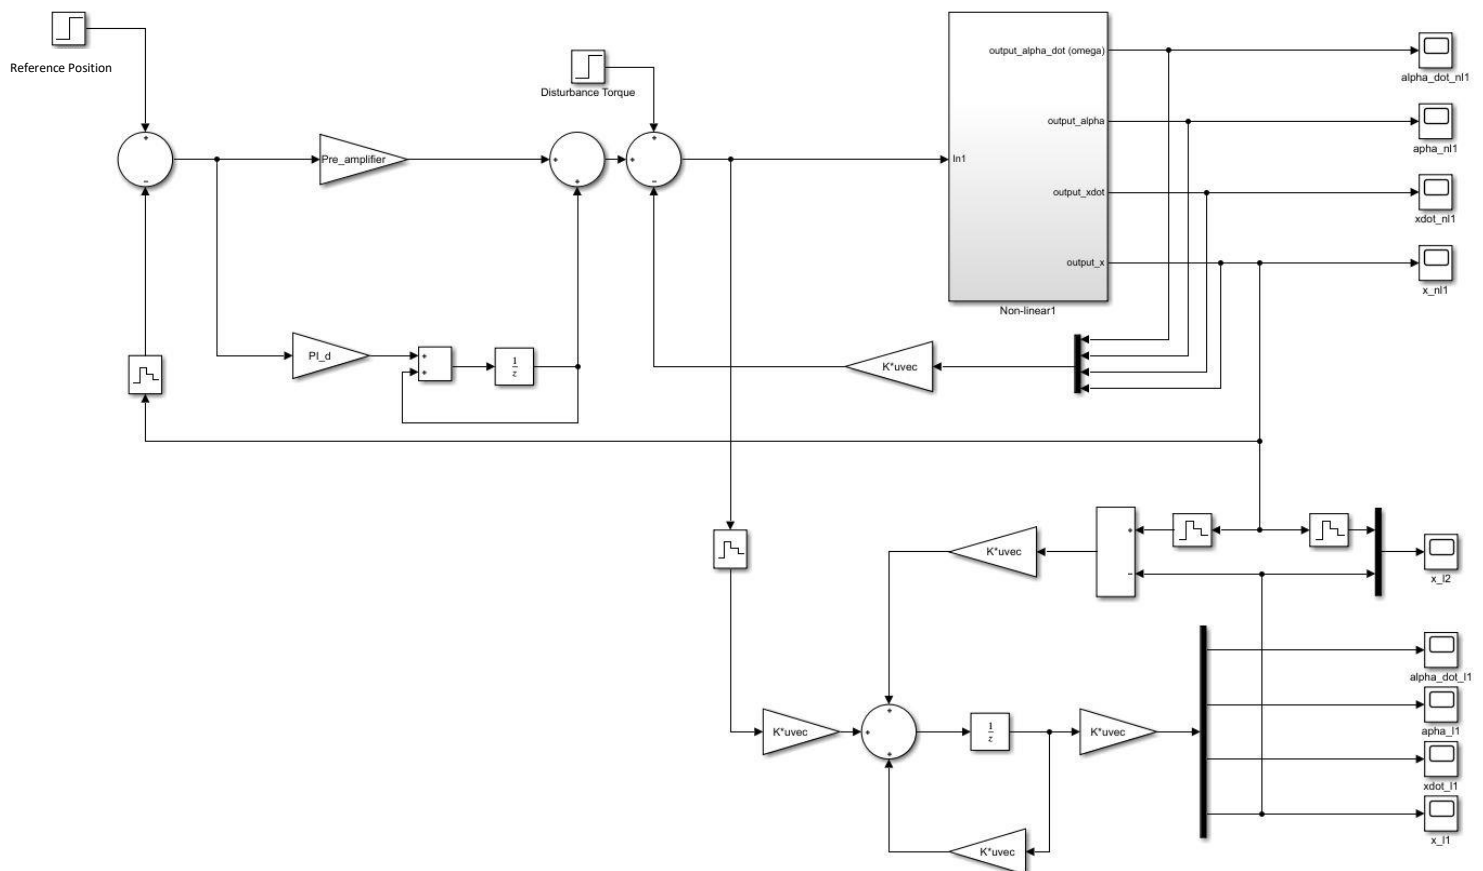 Reference Position
Disturbance Torque
output_alpha_dot (omega)
alpha_dot_nl1
output_alpha
apha_nl1
Pre_amplifier
In1
output_xdot
xdot_nl1
output_x
x_nl1
Non-linear1
PI_d
1
z
K*uvec
K*uvec
x_l2
alpha_dot_l1
apha_l1
K*uvec
1
z
K*uvec
xdot_l1
x_l1
K*uvec